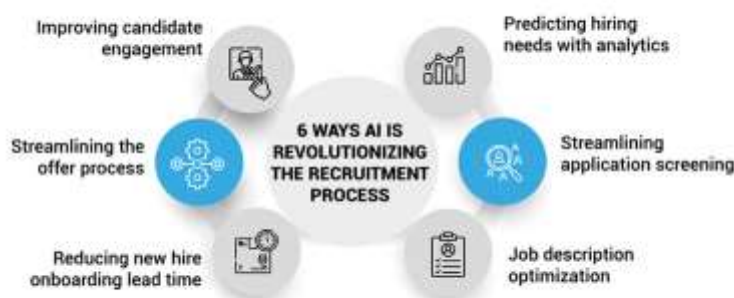 Improving candidate
engagement
Predicting hiring
needs with analytics
Streamlining the
offer process
6 WAYS AI IS
REVOLUTIONIZING
THE RECRUITMENT
PROCESS
Streamlining
application screening
Reducing new hire
onboarding lead time
Job description
optimization